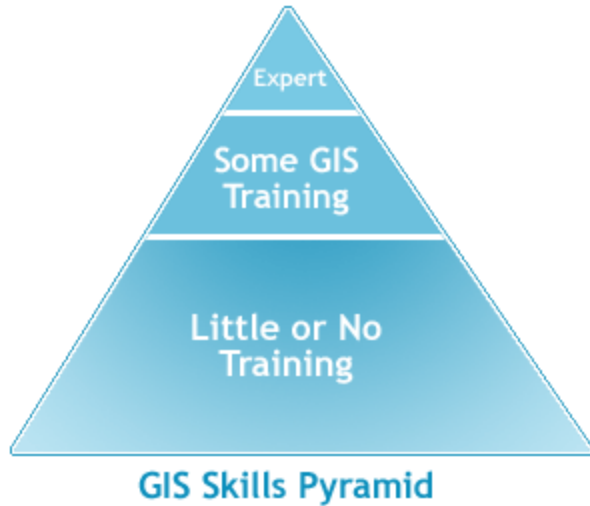 Expert
Some GIS
Training
Little or No
Training
GIS Skills Pyramid